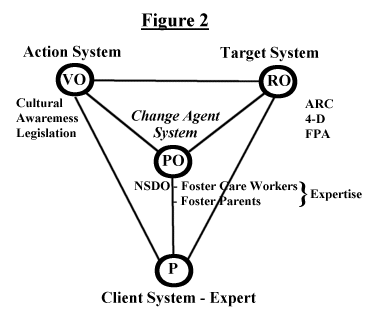 Figure 2
Action System
Target System
VO
RO
Cultural
Awareness
Legislation
ARC
4-D
FPA
Change Agent
System
PO
NSDO - Foster Care Workers
- Foster Parents
} Expertise
P
Client System - Expert